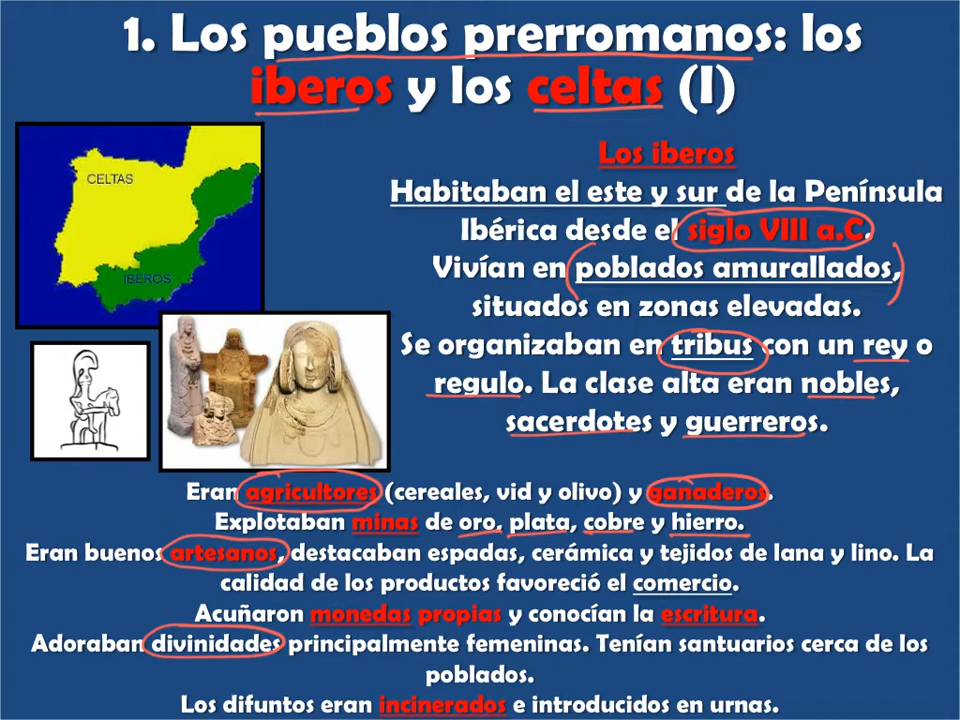 1. Los pueblos prerromanos: los
iberos y los celtas (I)
CELTAS
IBEROS
Los iberos
Habitaban el este y sur de la Península
Ibérica desde el siglo VIII a.C.
Vivían en poblados amurallados,
situados en zonas elevadas.
Se organizaban en tribus con un rey o
regulo. La clase alta eran nobles,
sacerdotes y guerreros.
Eran agricultores (cereales, vid y olivo) y ganaderos.
Explotaban minas de oro, plata, cobre y hierro.
Eran buenos artesanos, destacaban espadas, cerámica y tejidos de lana y lino. La
calidad de los productos favoreció el comercio.
Acuñaron monedas propias y conocían la escritura.
Adoraban divinidades principalmente femeninas. Tenían santuarios cerca de los
poblados.
Los difuntos eran incinerados e introducidos en urnas.